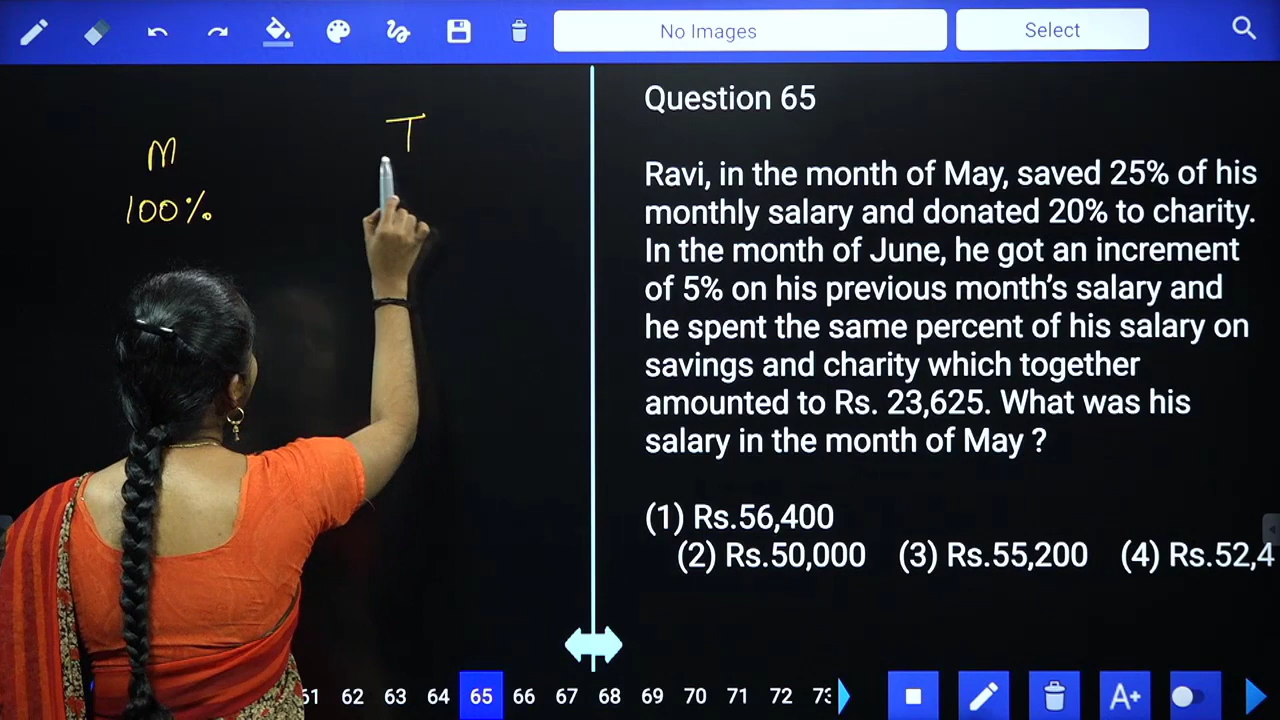 No Images
Select
M
100%
T
Question 65
Ravi, in the month of May, saved 25% of his
monthly salary and donated 20% to charity.
In the month of June, he got an increment
of 5% on his previous month's salary and
he spent the same percent of his salary on
savings and charity which together
amounted to Rs. 23,625. What was his
salary in the month of May ?
(1) Rs.56,400
(2) Rs.50,000 (3) Rs.55,200 (4) Rs.52,4
62 63 64 65 66 67 68 69 70 71 72
A+